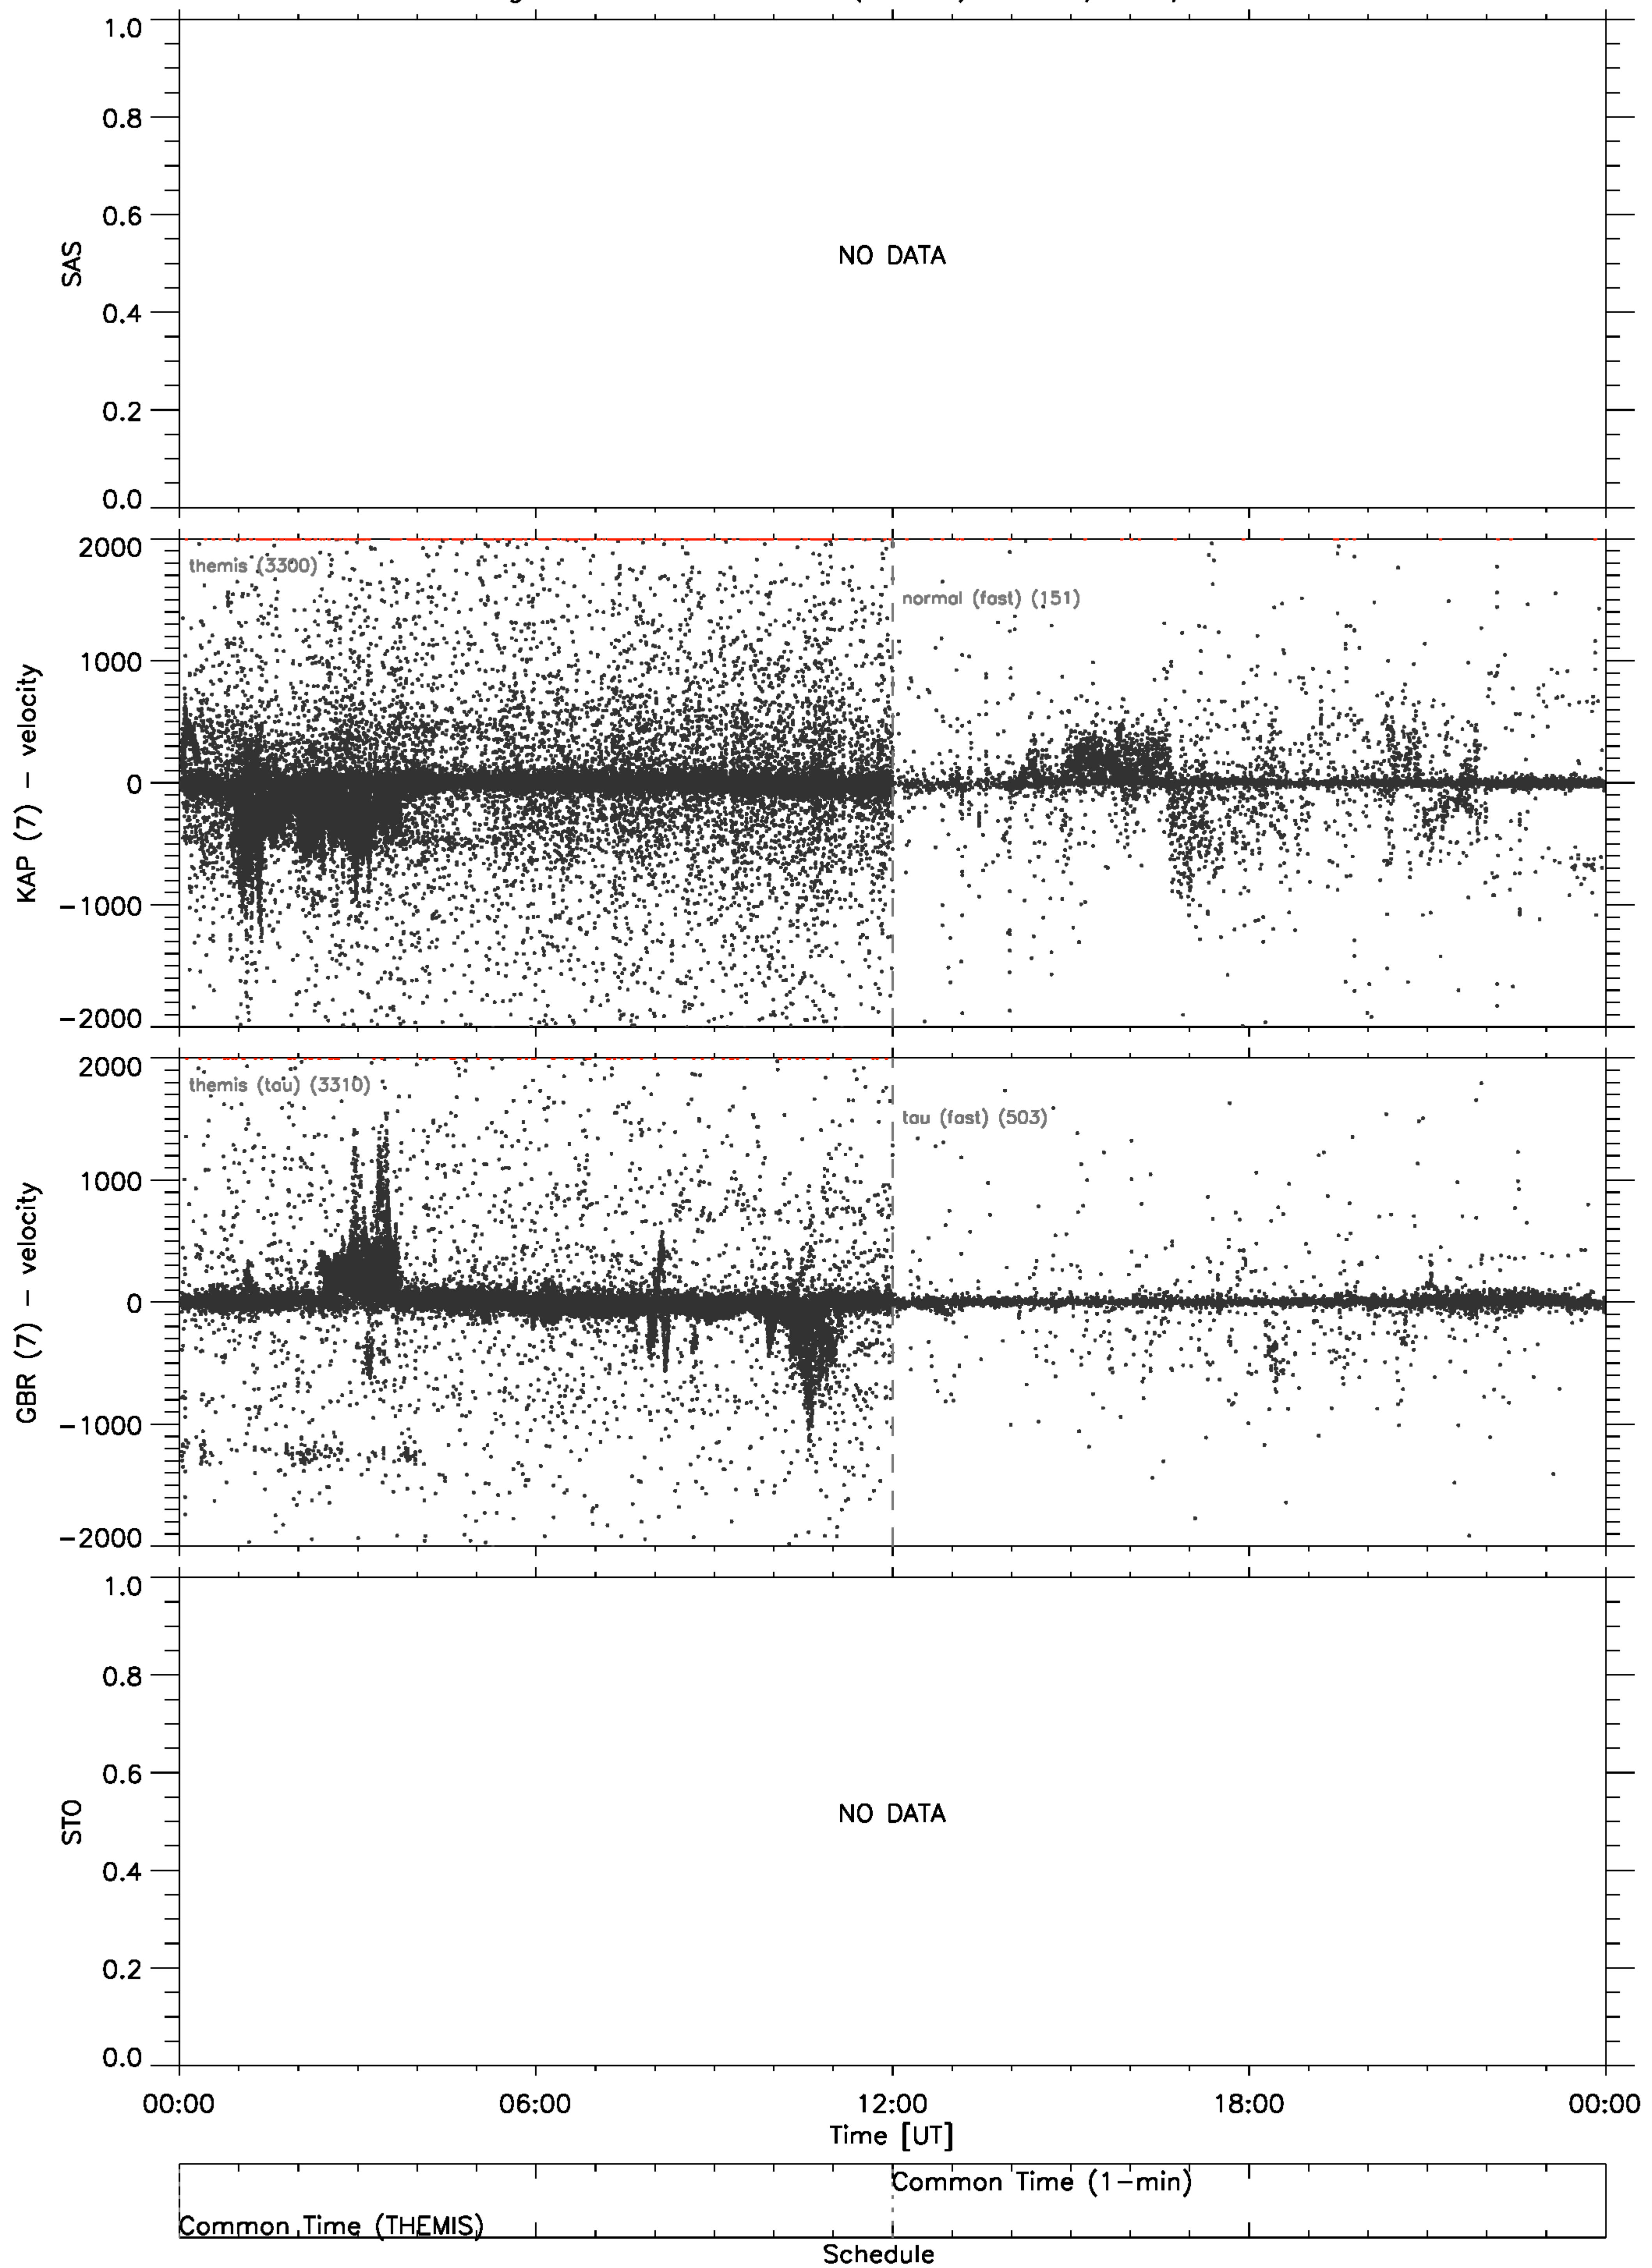 1.0
0.8
0.6
0.4
0.2
0.0
SAS
NO DATA
2000
1000
0
-1000
-2000
KAP (7) - velocity
themis (3300)
normal (fast) (151)
2000
1000
0
-1000
-2000
GBR (7) - velocity
themis (tau) (3310)
tau (fast) (503)
1.0
0.8
0.6
0.4
0.2
0.0
STO
NO DATA
00:00 06:00 12:00 18:00 00:00
Time [UT]
Common Time (1-min)
Common Time (THEMIS)
Schedule